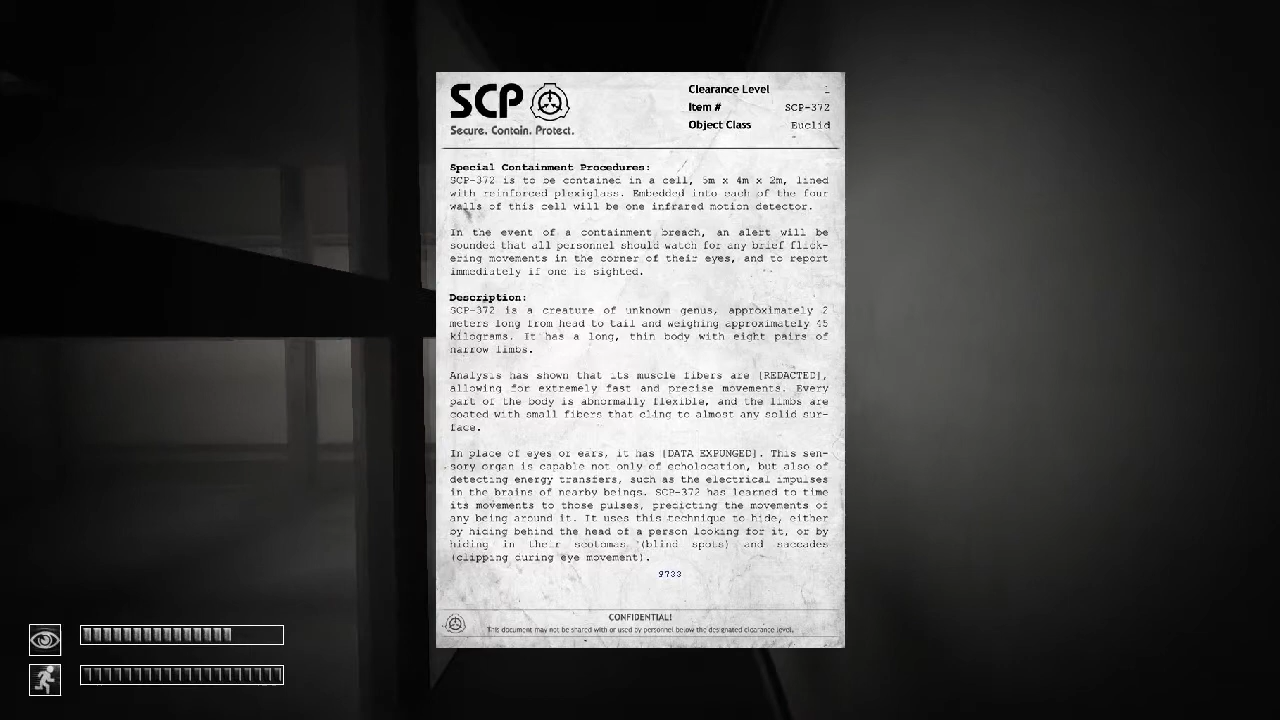 SCP
Secure. Contain. Protect.
Clearance Level 1
Item # SCP-372
Object Class Euclid
Special Containment Procedures:
SCP-372 is to be contained in a cell, 5m x 4m x 2m, lined
with reinforced plexiglass. Embedded into each of the four
walls of this cell will be one infrared motion detector.
In the event of a containment breach, an alert will be
sounded that all personnel should watch for any brief flick-
ering movements in the corner of their eyes, and to report
immediately if one is sighted.
Description:
SCP-372 is a creature of unknown genus, approximately 2
meters long from head to tail and weighing approximately 45
kilograms. It has a long, thin body with eight pairs of
narrow limbs.
Analysis has shown that its muscle fibers are [REDACTED],
allowing for extremely fast and precise movements. Every
part of the body is abnormally flexible, and the limbs are
coated with small fibers that cling to almost any solid sur-
face.
In place of eyes or ears, it has [DATA EXPUNGED]. This sen-
sory organ is capable not only of echolocation, but also of
detecting energy transfers, such as the electrical impulses
in the brains of nearby beings. SCP-372 has learned to time
its movements to those pulses, predicting the movements of
any being around it. It uses this technique to hide, either
by hiding behind the head of a person looking for it, or by
hiding in their scotomas (blind spots) and saccades
(clipping during eye movement).
9733
CONFIDENTIAL!
This document may not be shared with or used by personnel below the designated clearance level.